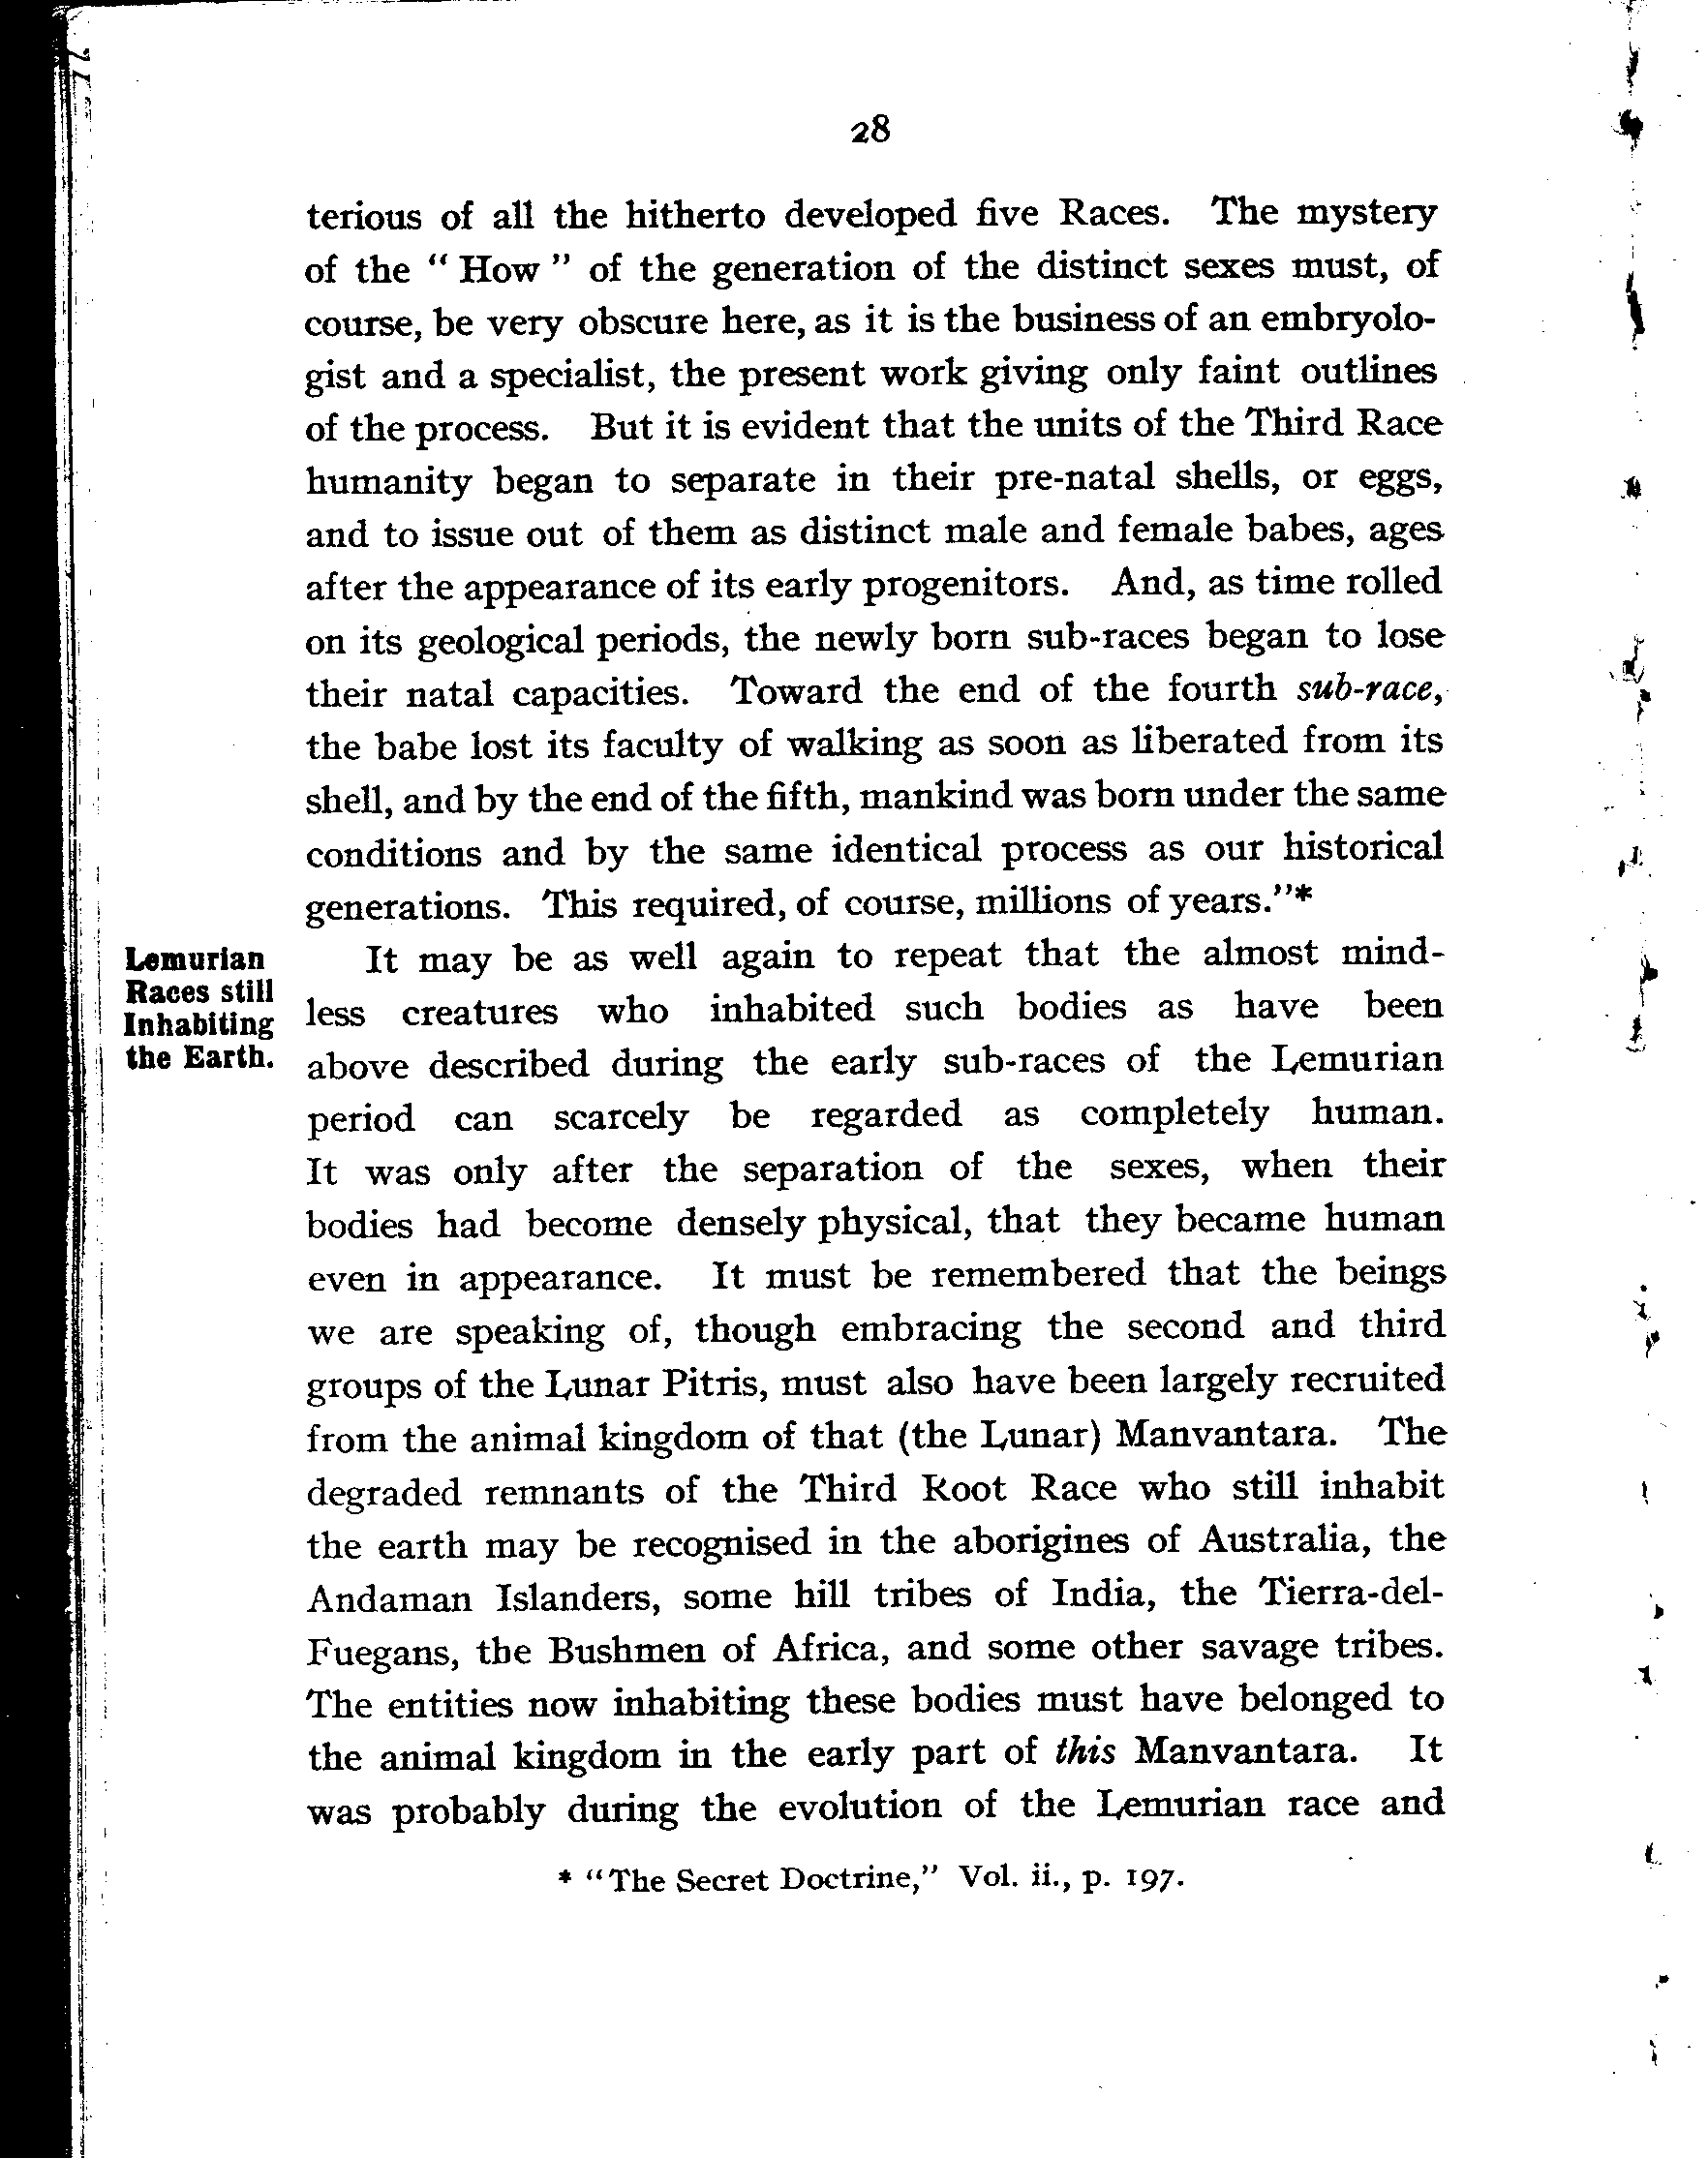 28
terious of all the hitherto developed five Races. The mystery
of the " How " of the generation of the distinct sexes must, of
course, be very obscure here, as it is the business of an embryolo-
gist and a specialist, the present work giving only faint outlines
of the process. But it is evident that the units of the Third Race
humanity began to separate in their pre-natal shells, or eggs,
and to issue out of them as distinct male and female babes, ages
after the appearance of its early progenitors. And, as time rolled
on its geological periods, the newly born sub-races began to lose
their natal capacities. Toward the end of the fourth sub-race,
the babe lost its faculty of walking as soon as liberated from its
shell, and by the end of the fifth, mankind was born under the same
conditions and by the same identical process as our historical
generations. This required, of course, millions of years."*
Lemurian
Races still
Inhabiting
the Earth.
It may be as well again to repeat that the almost mind-
less creatures who inhabited such bodies as have been
above described during the early sub-races of the Lemurian
period can scarcely be regarded as completely human.
It was only after the separation of the sexes, when their
bodies had become densely physical, that they became human
even in appearance. It must be remembered that the beings
we are speaking of, though embracing the second and third
groups of the Lunar Pitris, must also have been largely recruited
from the animal kingdom of that (the Lunar) Manvantara. The
degraded remnants of the Third Root Race who still inhabit
the earth may be recognised in the aborigines of Australia, the
Andaman Islanders, some hill tribes of India, the Tierra-del-
Fuegans, the Bushmen of Africa, and some other savage tribes.
The entities now inhabiting these bodies must have belonged to
the animal kingdom in the early part of this Manvantara. It
was probably during the evolution of the Lemurian race and
* "The Secret Doctrine," Vol. ii., p. 197.